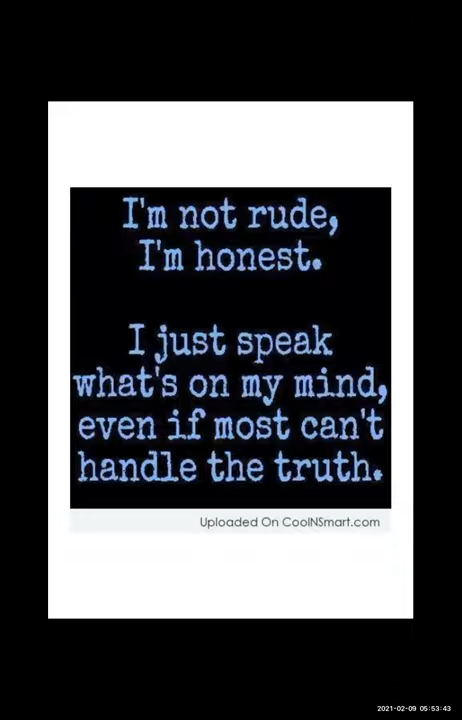 I'm not rude,
I'm honest.
I just speak
what's on my mind,
even if most can't
handle the truth.
Uploaded On CoolNSmart.com
2021-02-09 05:53:43